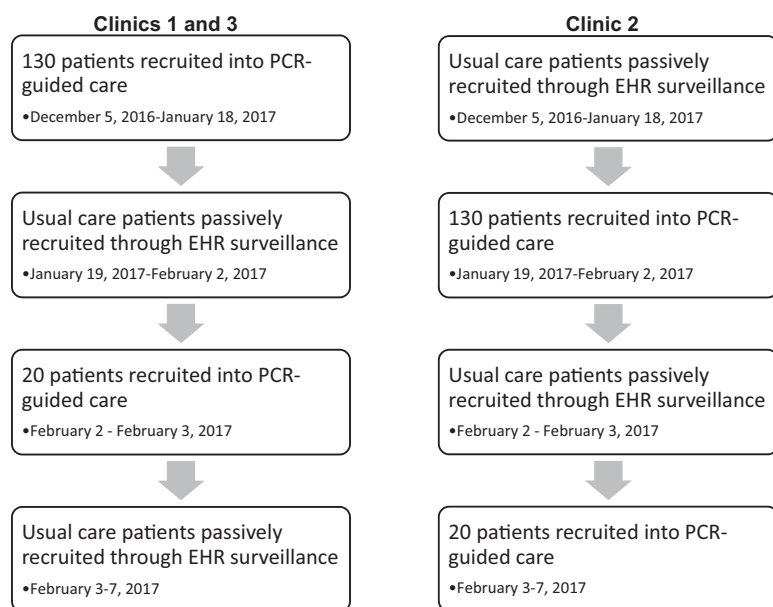 Clinics 1 and 3
130 patients recruited into PCR-
guided care
•December 5, 2016-January 18, 2017
Usual care patients passively
recruited through EHR surveillance
•January 19, 2017-February 2, 2017
20 patients recruited into PCR-
guided care
•February 2 - February 3, 2017
Usual care patients passively
recruited through EHR surveillance
•February 3-7, 2017
Clinic 2
Usual care patients passively
recruited through EHR surveillance
•December 5, 2016-January 18, 2017
130 patients recruited into PCR-
guided care
•January 19, 2017-February 2, 2017
Usual care patients passively
recruited through EHR surveillance
•February 2 - February 3, 2017
20 patients recruited into PCR-
guided care
•February 3-7, 2017